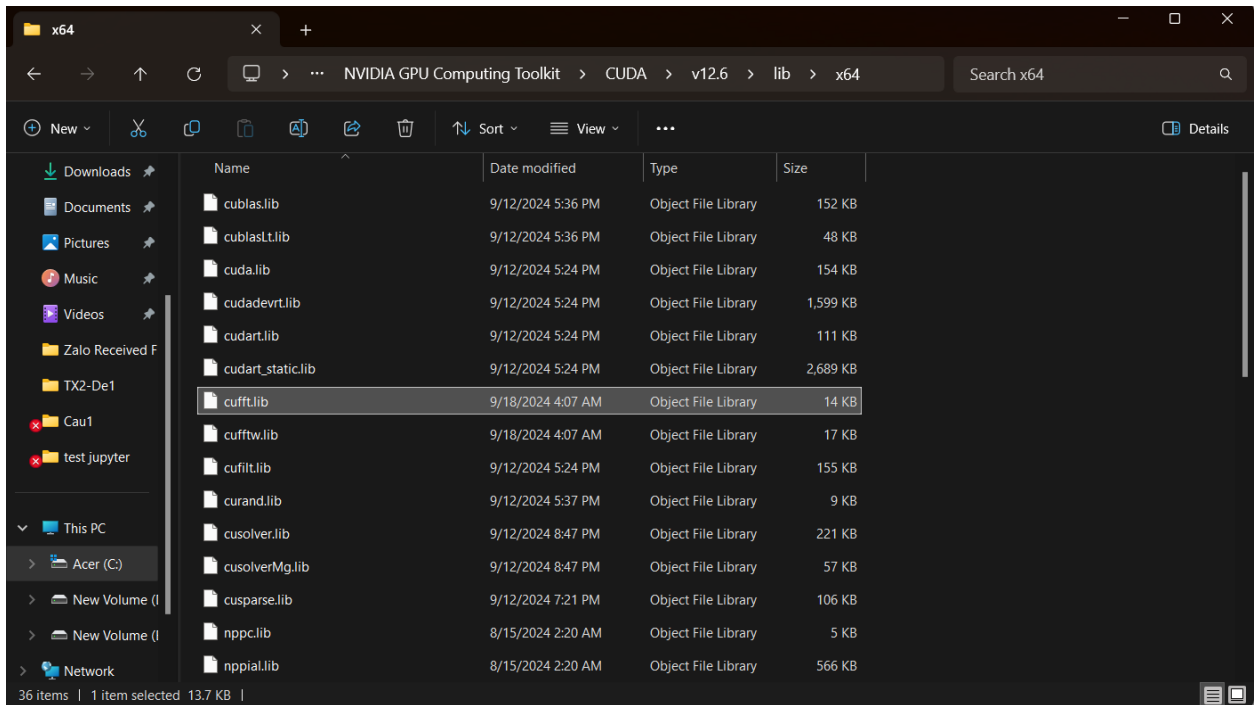 x64
NVIDIA GPU Computing Toolkit > CUDA > v12.6 > lib > x64
Search x64
New
Sort
View
Details
Downloads
Documents
Pictures
Music
Videos
Zalo Received F
TX2-De1
Cau1
test jupyter
This PC
Acer (C:)
New Volume (
New Volume (
Network
Name Date modified Type Size
cublas.lib 9/12/2024 5:36 PM Object File Library 152 KB
cublasLt.lib 9/12/2024 5:36 PM Object File Library 48 KB
cuda.lib 9/12/2024 5:24 PM Object File Library 154 KB
cudadevrt.lib 9/12/2024 5:24 PM Object File Library 1,599 KB
cudart.lib 9/12/2024 5:24 PM Object File Library 111 KB
cudart_static.lib 9/12/2024 5:24 PM Object File Library 2,689 KB
cufft.lib 9/18/2024 4:07 AM Object File Library 14 KB
cufftw.lib 9/18/2024 4:07 AM Object File Library 17 KB
cufilt.lib 9/12/2024 5:24 PM Object File Library 155 KB
curand.lib 9/12/2024 5:37 PM Object File Library 9 KB
cusolver.lib 9/12/2024 8:47 PM Object File Library 221 KB
cusolverMg.lib 9/12/2024 8:47 PM Object File Library 57 KB
cusparse.lib 9/12/2024 7:21 PM Object File Library 106 KB
nppc.lib 8/15/2024 2:20 AM Object File Library 5 KB
nppial.lib 8/15/2024 2:20 AM Object File Library 566 KB
36 items | 1 item selected 13.7 KB |